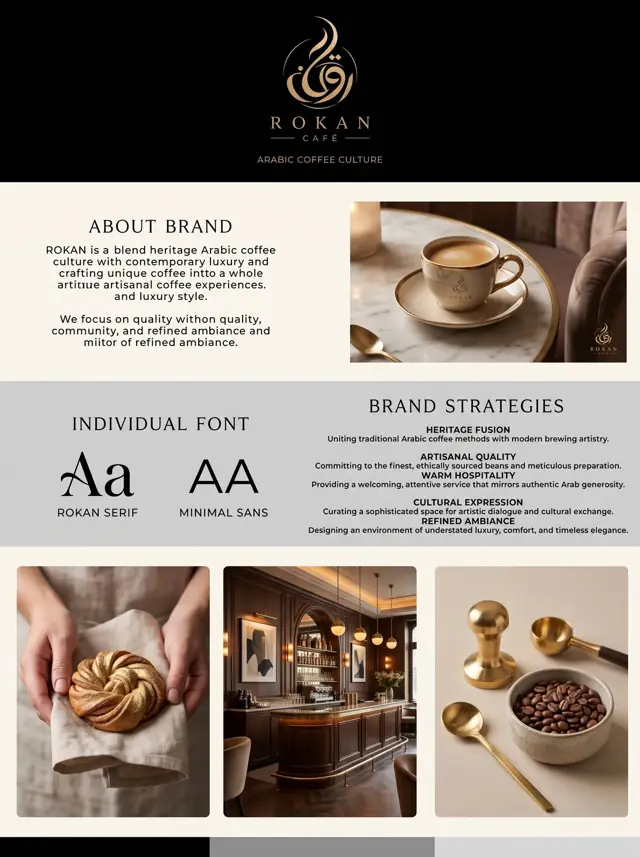 روقان
ROKAN
CAFÉ
ARABIC COFFEE CULTURE
ABOUT BRAND
ROKAN is a blend heritage Arabic coffee
culture with contemporary luxury and
crafting unique coffee intto a whole
artiɩɩue artisanal coffee experiences.
and luxury style.
We focus on quality withon quality,
community, and refined ambiance and
miitor of refined ambiance.
ROKAN
ROKAN
INDIVIDUAL FONT
Aa
AA
ROKAN SERIF
MINIMAL SANS
BRAND STRATEGIES
HERITAGE FUSION
Uniting traditional Arabic coffee methods with modern brewing artistry.
ARTISANAL QUALITY
Committing to the finest, ethically sourced beans and meticulous preparation.
WARM HOSPITALITY
Providing a welcoming, attentive service that mirrors authentic Arab generosity.
CULTURAL EXPRESSION
Curating a sophisticated space for artistic dialogue and cultural exchange.
REFINED AMBIANCE
Designing an environment of understated luxury, comfort, and timeless elegance.